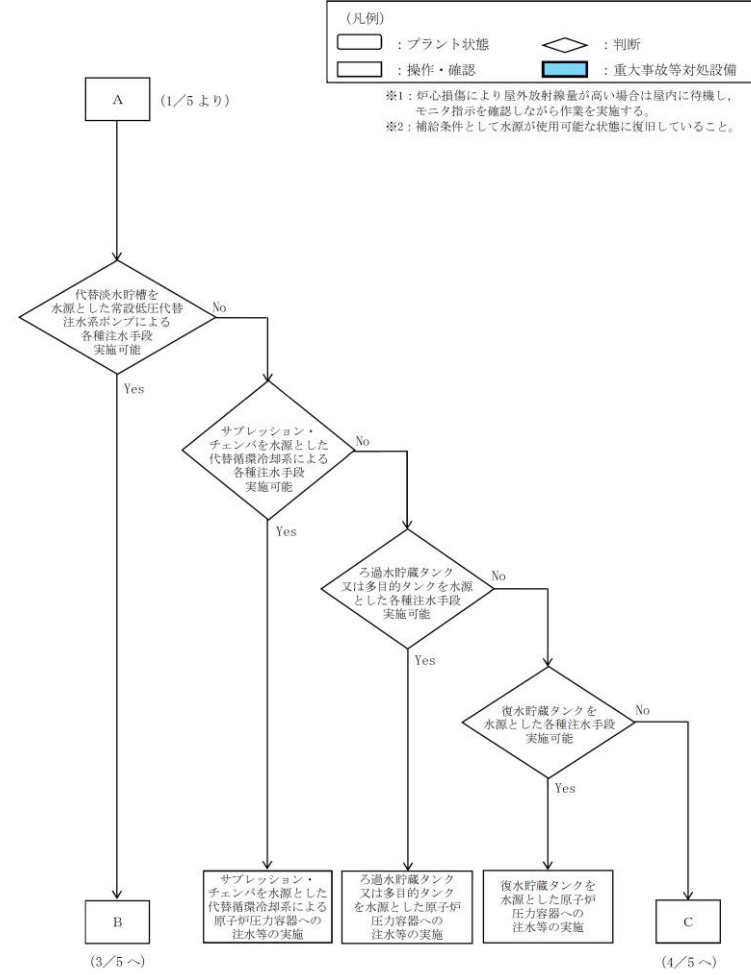 (凡例)
：プラント状態
：判断
：操作・確認
：重大事故等対処設備
※1：炉心損傷により屋外放射線量が高い場合は屋内に待機し，
モニタ指示を確認しながら作業を実施する。
※2：補給条件として水源が使用可能な状態に復旧していること。
A
(1／5 より)
代替淡水貯槽を
水源とした常設低圧代替
注水系ポンプによる
各種注水手段
実施可能
No
Yes
サプレッション・
チェンバを水源とした
代替循環冷却系による
各種注水手段
実施可能
No
Yes
ろ過水貯蔵タンク
又は多目的タンクを水源
とした各種注水手段
実施可能
No
Yes
復水貯蔵タンクを
水源とした各種注水手段
実施可能
No
Yes
B
(3／5 へ)
サプレッション・
チェンバを水源とした
代替循環冷却系による
原子炉圧力容器への
注水等の実施
ろ過水貯蔵タンク
又は多目的タンク
を水源とした原子炉
圧力容器への
注水等の実施
復水貯蔵タンクを
水源とした原子炉
圧力容器への
注水等の実施
C
(4／5 へ)